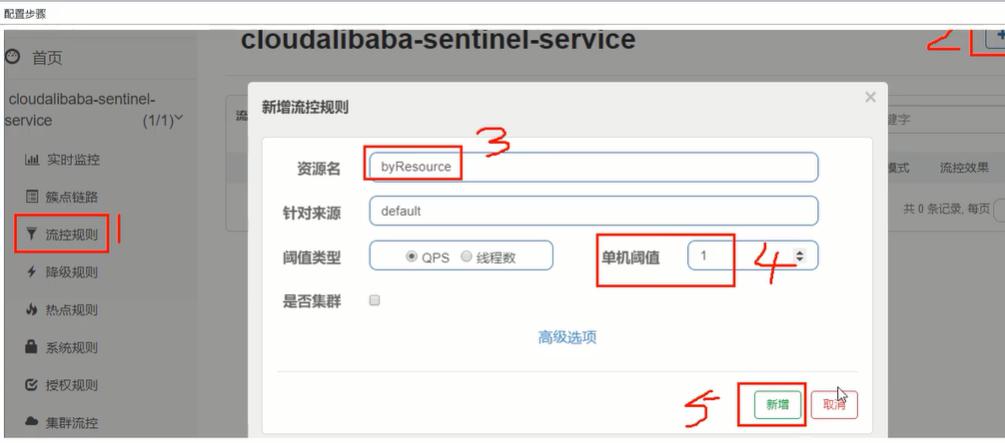 配置步骤
cloudalibaba-sentinel-service
2
首页
cloudalibaba-sentinel-
service (1/1)
实时监控
簇点链路
流控规则
1
降级规则
热点规则
系统规则
授权规则
集群流控
流
键字
模式 流控效果
共 0 条记录, 每页
新增流控规则
×
3
资源名 byResource
针对来源 default
阈值类型 QPS 线程数 单机阈值 1
4
是否集群
高级选项
5
新增 取消